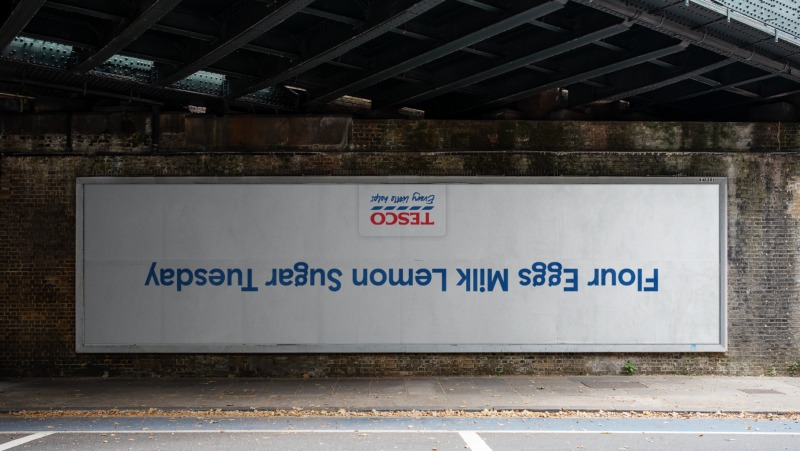 Flour Eggs Milk Lemon Sugar Tuesday
TESCO
Every little helps